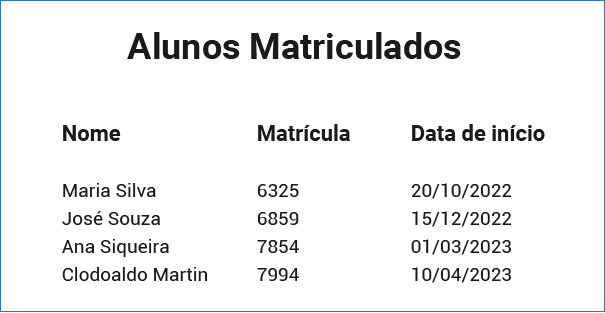 Alunos Matriculados
Nome Matrícula Data de início
Maria Silva 6325 20/10/2022
José Souza 6859 15/12/2022
Ana Siqueira 7854 01/03/2023
Clodoaldo Martin 7994 10/04/2023